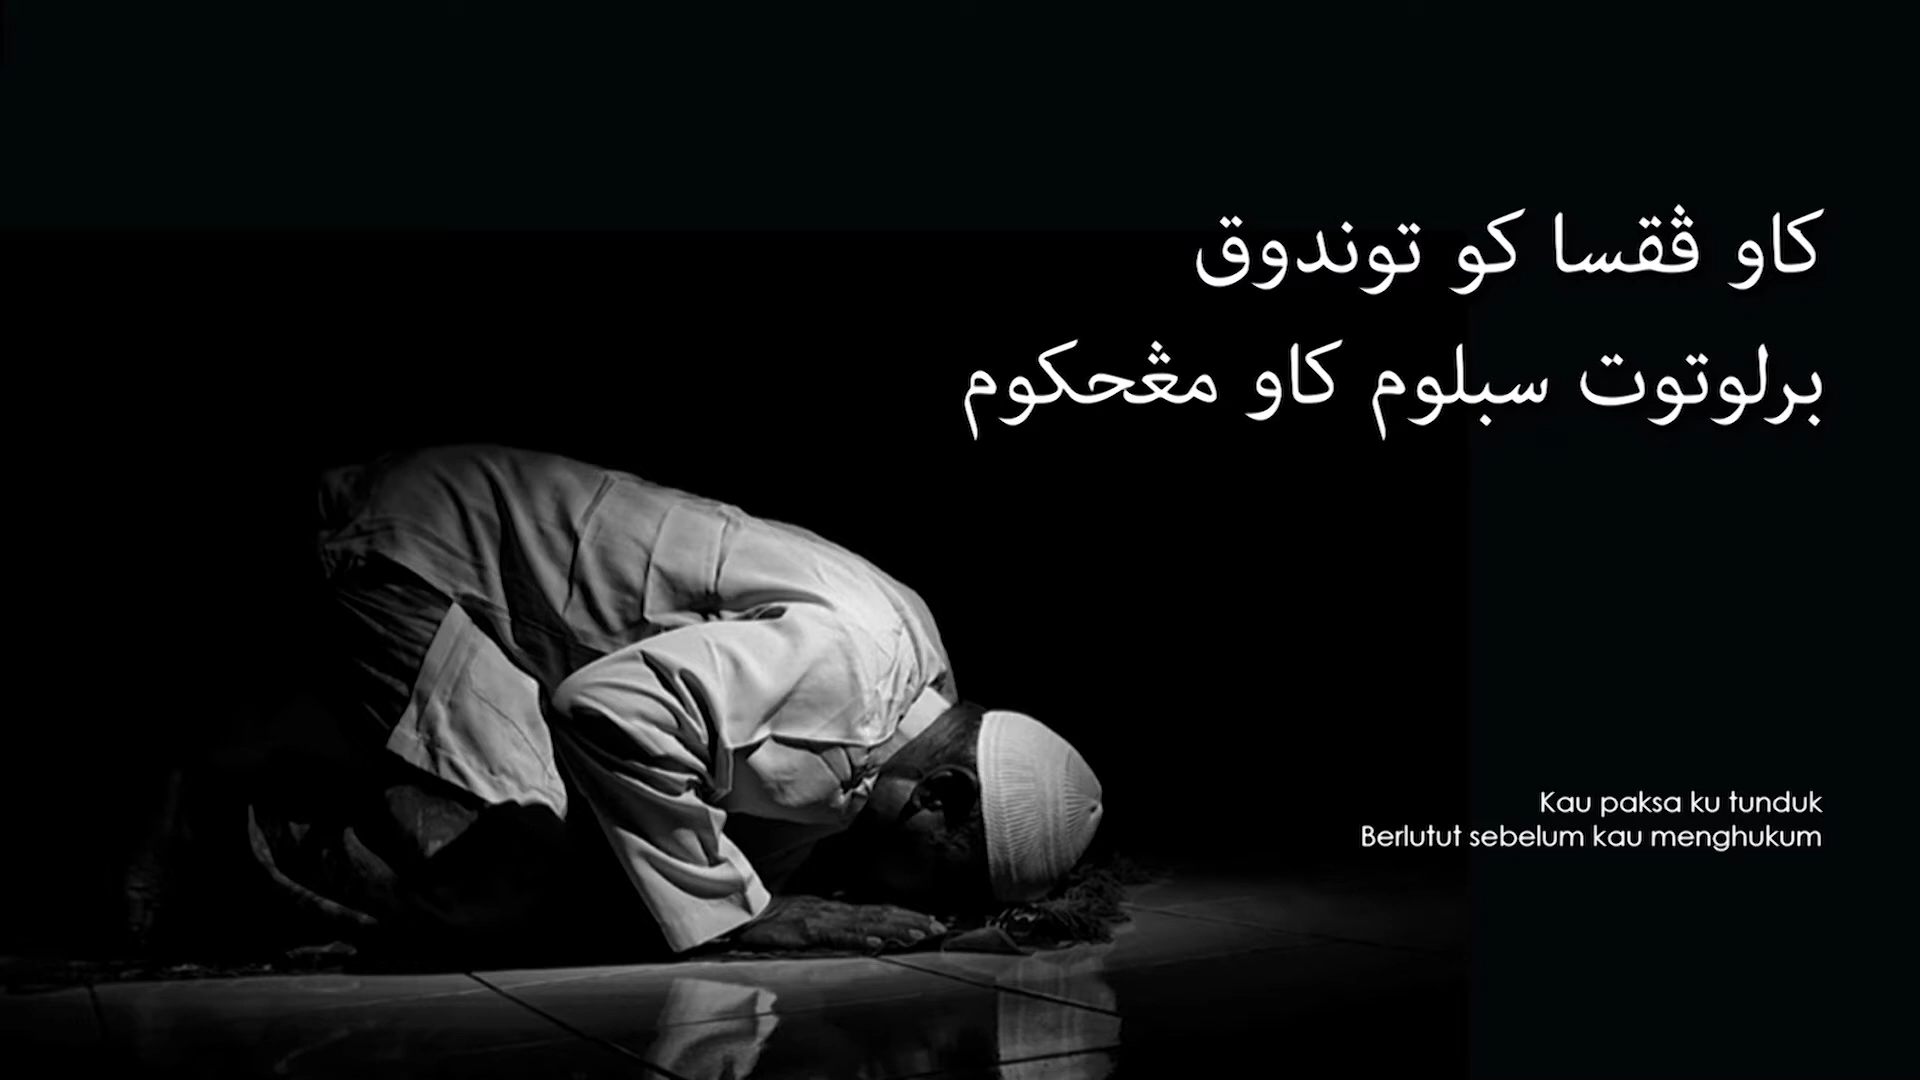 کاو ڤقسا کو توندوق
برلوتوت سبلوم کاو مڠحکوم
Kau paksa ku tunduk
Berlutut sebelum kau menghukum